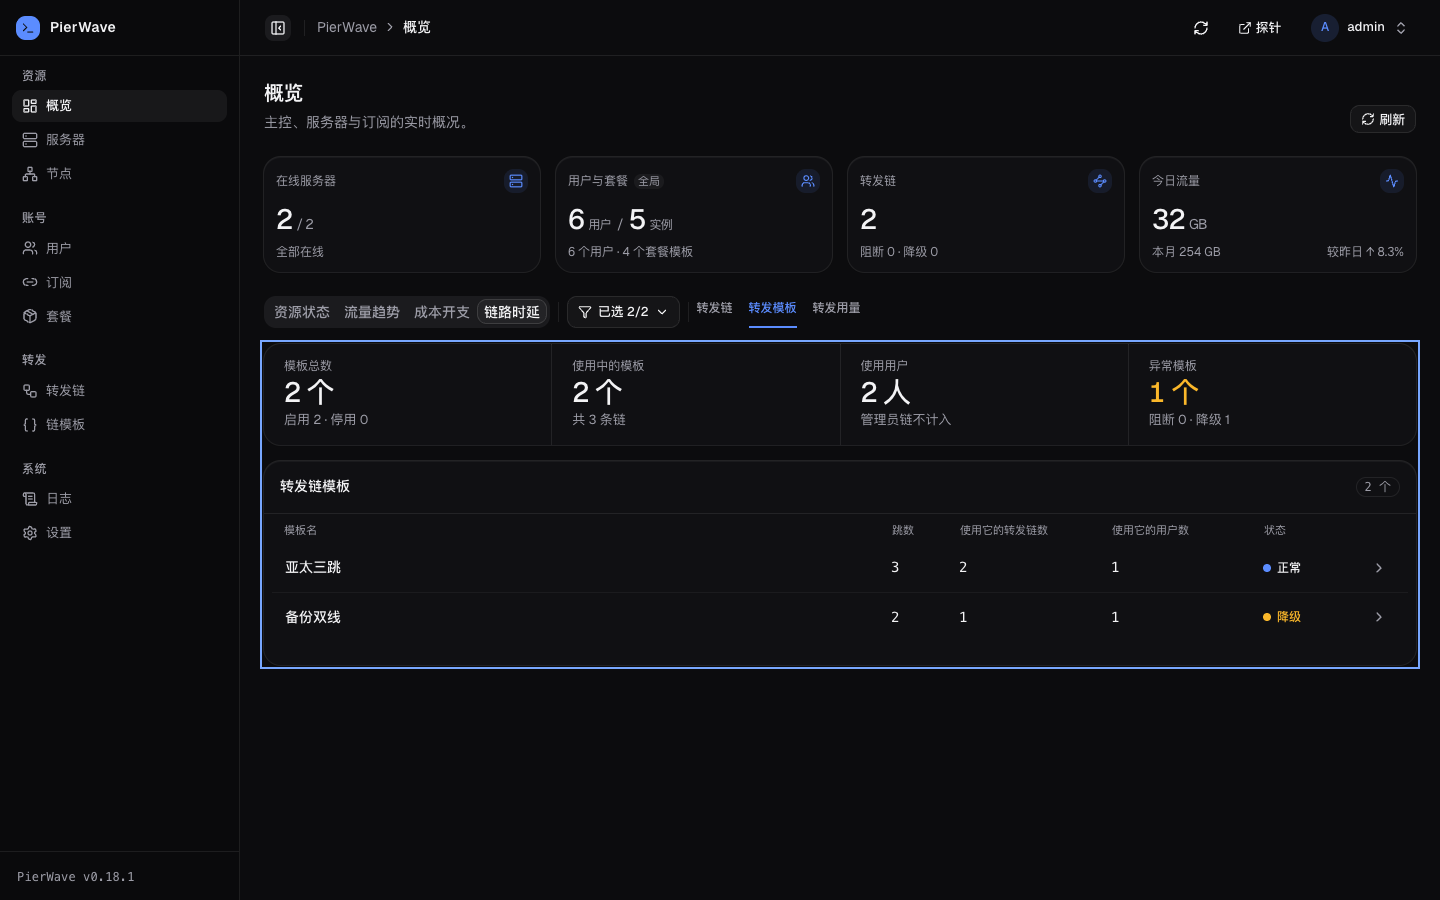 PierWave
PierWave > 概览
探针
A admin
资源
概览
服务器
节点
账号
用户
订阅
套餐
转发
转发链
链模板
系统
日志
设置
PierWave v0.18.1
概览
主控、服务器与订阅的实时概况。
刷新
在线服务器
2 / 2
全部在线
用户与套餐 全局
6 用户 / 5 实例
6 个用户 · 4 个套餐模板
转发链
2
阻断 0 · 降级 0
今日流量
32 GB
本月 254 GB 较昨日 ↑ 8.3%
资源状态 流量趋势 成本开支 链路时延 已选 2/2 转发链 转发模板 转发用量
模板总数
2 个
启用 2 · 停用 0
使用中的模板
2 个
共 3 条链
使用用户
2 人
管理员链不计入
异常模板
1 个
阻断 0 · 降级 1
转发链模板 2 个
模板名 跳数 使用它的转发链数 使用它的用户数 状态
亚太三跳 3 2 1 正常
备份双线 2 1 1 降级